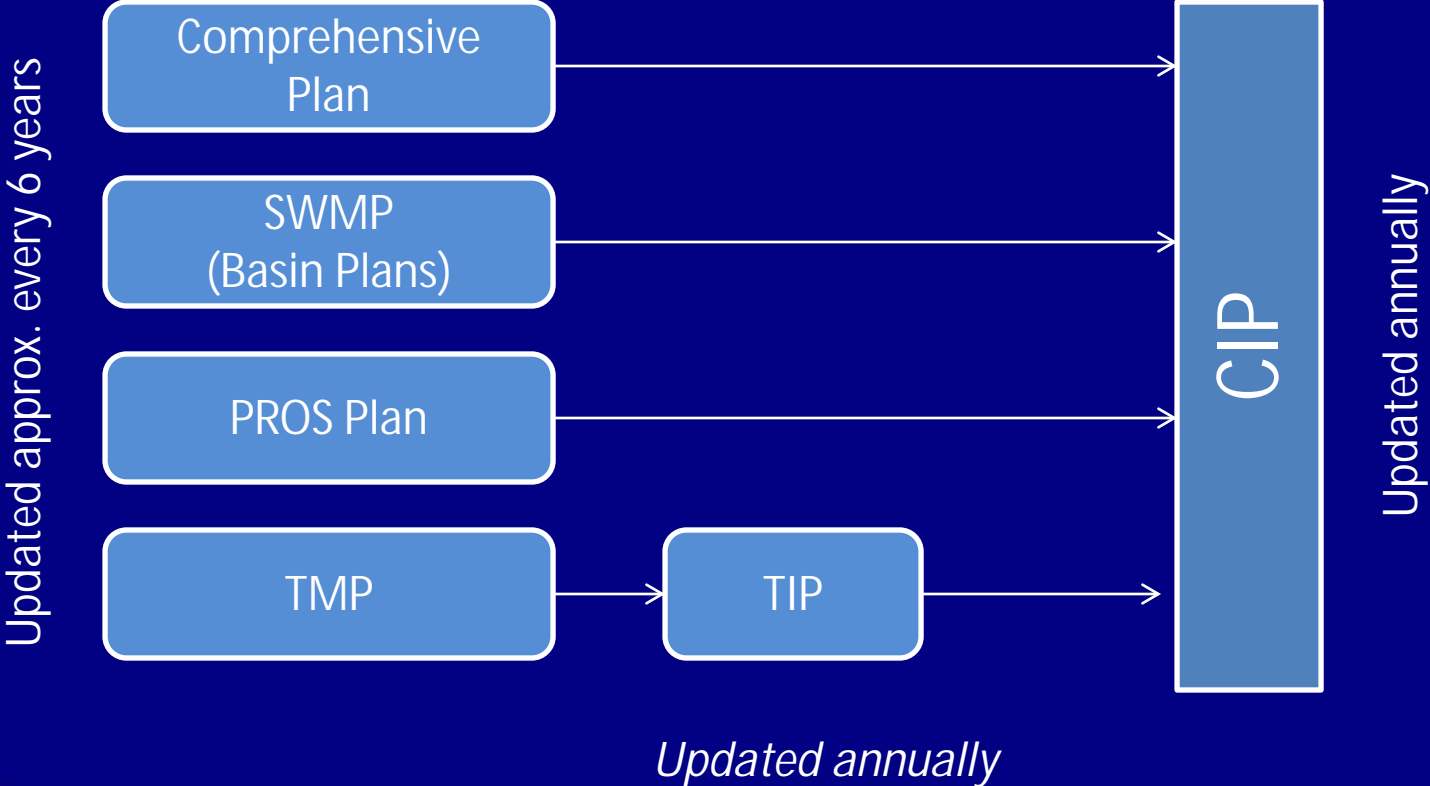 Updated approx. every 6 years
Comprehensive
Plan
SWMP
(Basin Plans)
PROS Plan
TMP
TIP
CIP
Updated annually
Updated annually